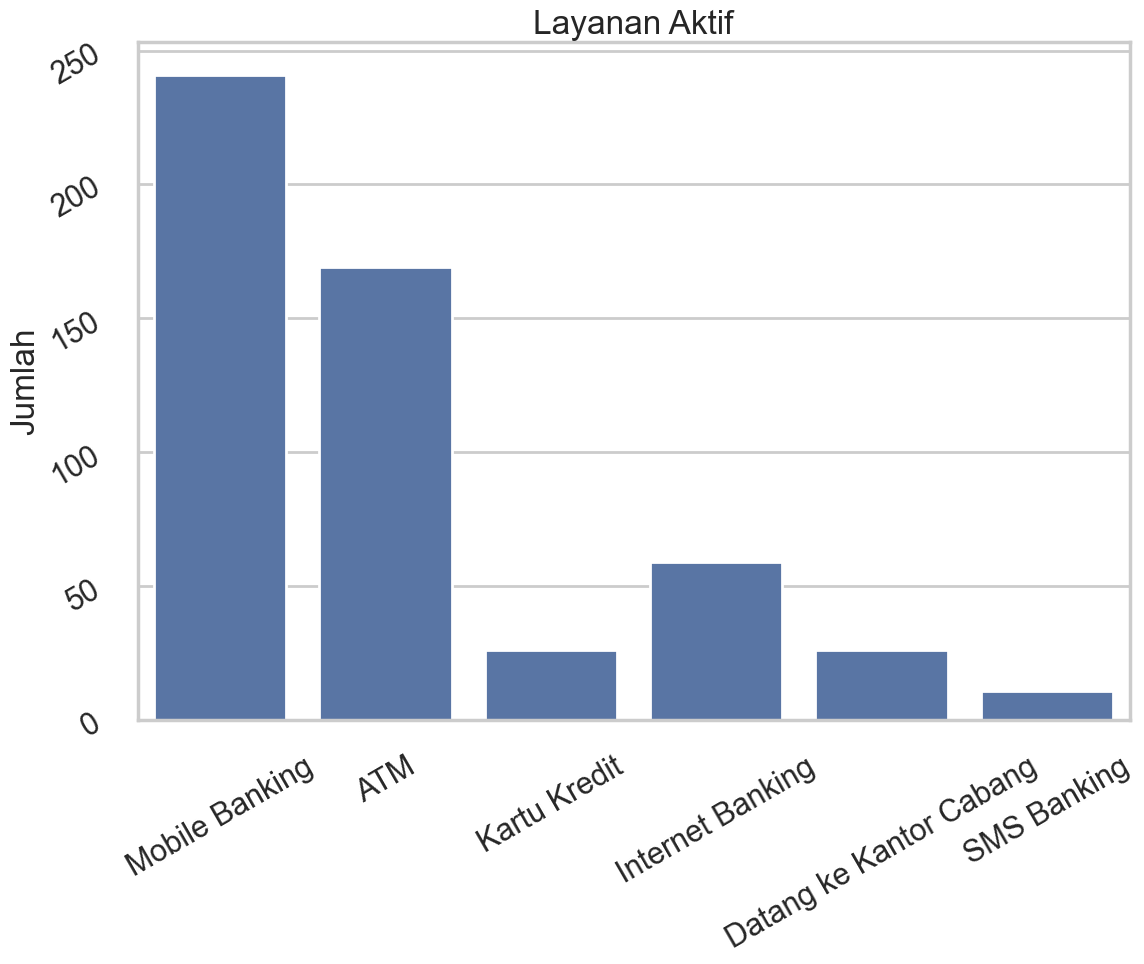 Layanan Aktif
Jumlah
250
200
150
100
50
0
Mobile Banking
ATM
Kartu Kredit
Internet Banking
Datang ke Kantor Cabang
SMS Banking